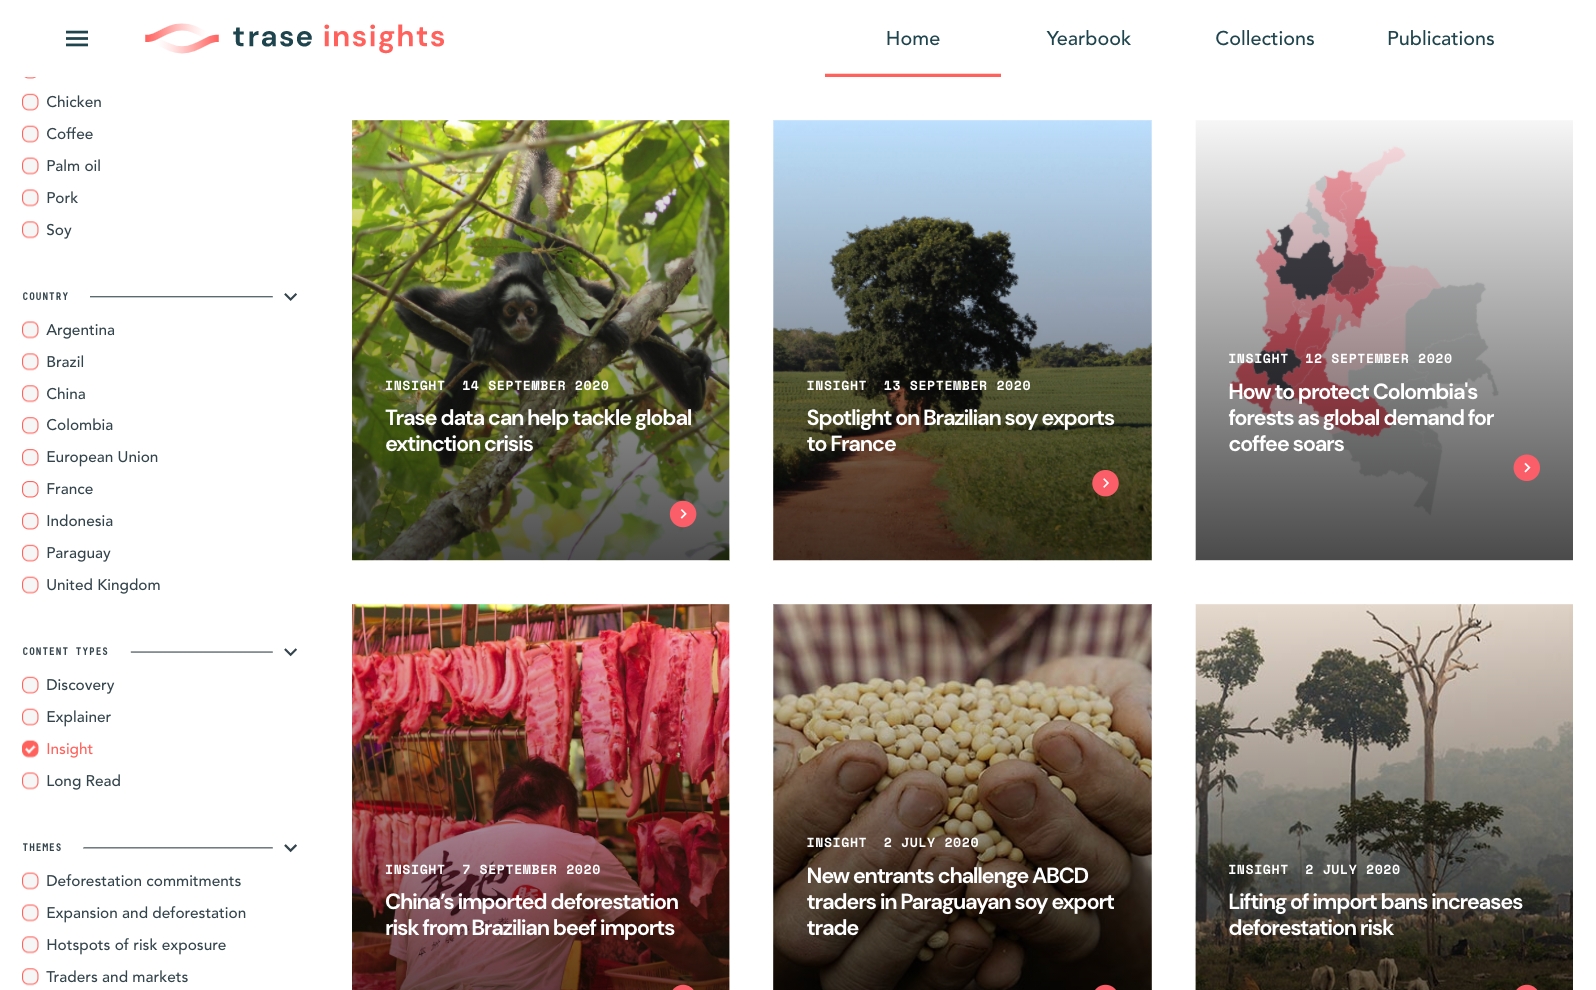 trase insights
Home
Yearbook
Collections
Publications
Chicken
Coffee
Palm oil
Pork
Soy
COUNTRY
Argentina
Brazil
China
Colombia
European Union
France
Indonesia
Paraguay
United Kingdom
CONTENT TYPES
Discovery
Explainer
Insight
Long Read
THEMES
Deforestation commitments
Expansion and deforestation
Hotspots of risk exposure
Traders and markets
INSIGHT 14 SEPTEMBER 2020
Trase data can help tackle global
extinction crisis
INSIGHT 13 SEPTEMBER 2020
Spotlight on Brazilian soy exports
to France
INSIGHT 12 SEPTEMBER 2020
How to protect Colombia's
forests as global demand for
coffee soars
INSIGHT 7 SEPTEMBER 2020
China’s imported deforestation
risk from Brazilian beef imports
INSIGHT 2 JULY 2020
New entrants challenge ABCD
traders in Paraguayan soy export
trade
INSIGHT 2 JULY 2020
Lifting of import bans increases
deforestation risk